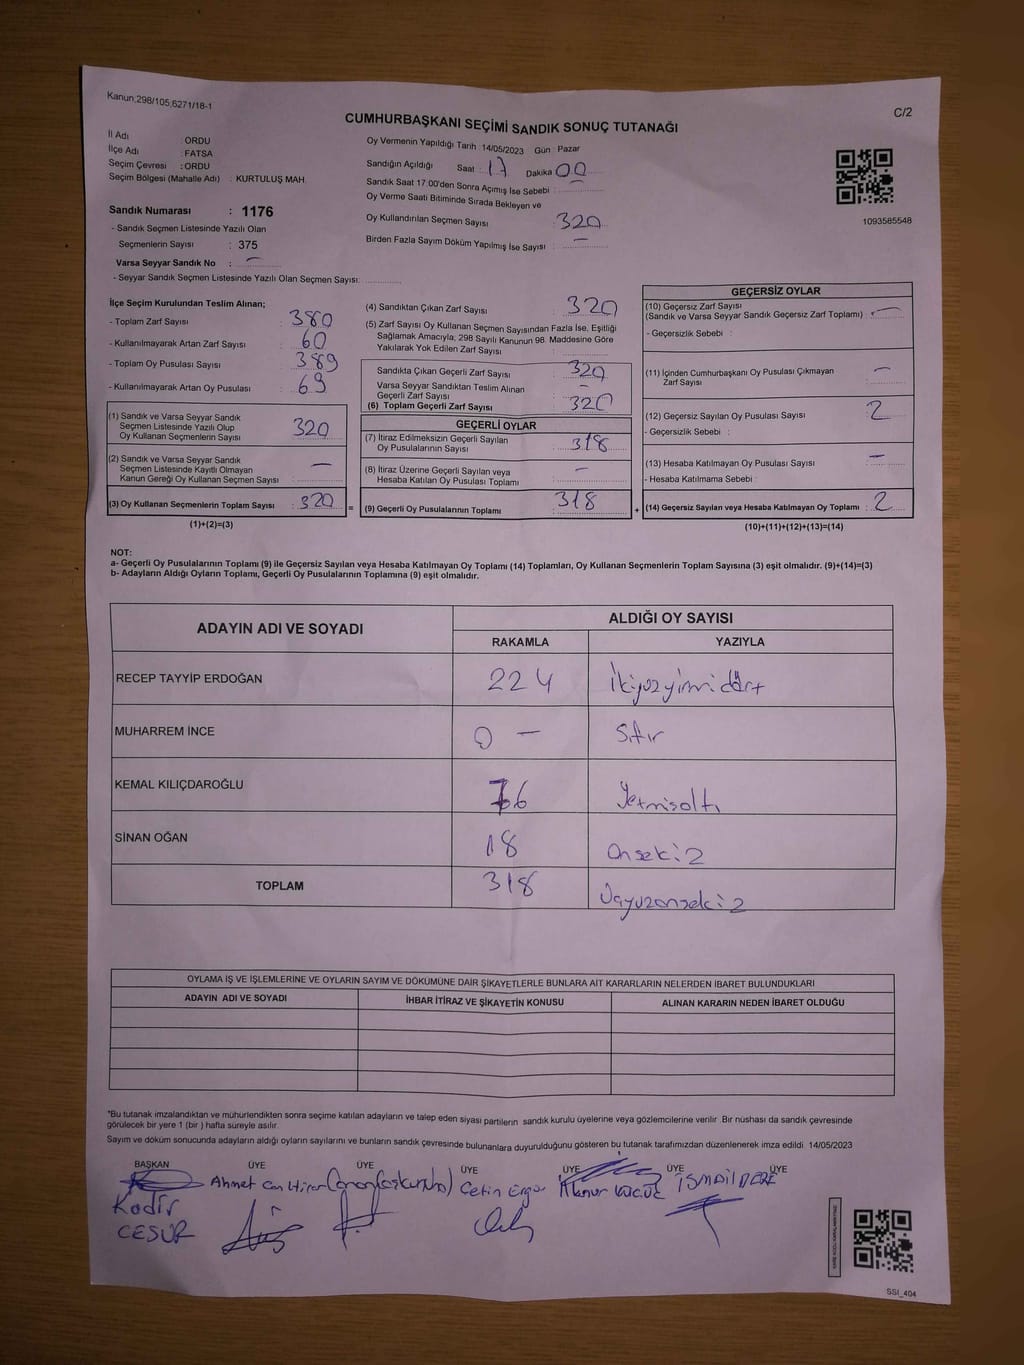 Kanun;298/105,6271/18-1
C/2
CUMHURBAŞKANI SEÇİMİ SANDIK SONUÇ TUTANAĞI
İl Adı : ORDU
İlçe Adı : FATSA
Seçim Çevresi : ORDU
Seçim Bölgesi (Mahalle Adı) : KURTULUŞ MAH.
Sandık Numarası : 1176
- Sandık Seçmen Listesinde Yazılı Olan
Seçmenlerin Sayısı : 375
Varsa Seyyar Sandık No : –
- Seyyar Sandık Seçmen Listesinde Yazılı Olan Seçmen Sayısı:
Oy Vermenin Yapıldığı Tarih : 14/05/2023 Gün : Pazar
Sandığın Açıldığı Saat : 17 Dakika 00
Sandık Saat 17.00'den Sonra Açımış İse Sebebi : –
Oy Verme Saati Bitiminde Sırada Bekleyen ve
Oy Kullandırılan Seçmen Sayısı : 320
Birden Fazla Sayım Döküm Yapılmış İse Sayısı : –
1093585548
İlçe Seçim Kurulundan Teslim Alınan;
- Toplam Zarf Sayısı : 380
- Kullanılmayarak Artan Zarf Sayısı : 60
- Toplam Oy Pusulası Sayısı : 389
- Kullanılmayarak Artan Oy Pusulası : 69
(1) Sandık ve Varsa Seyyar Sandık
Seçmen Listesinde Yazılı Olup
Oy Kullanan Seçmenlerin Sayısı : 320
(2) Sandık ve Varsa Seyyar Sandık
Seçmen Listesinde Kayıtlı Olmayan
Kanun Gereği Oy Kullanan Seçmen Sayısı : –
(3) Oy Kullanan Seçmenlerin Toplam Sayısı : 320 =
(1)+(2)=(3)
(4) Sandıktan Çıkan Zarf Sayısı : 320
(5) Zarf Sayısı Oy Kullanan Seçmen Sayısından Fazla İse, Eşitliği
Sağlamak Amacıyla; 298 Sayılı Kanunun 98. Maddesine Göre
Yakılarak Yok Edilen Zarf Sayısı :
Sandıkta Çıkan Geçerli Zarf Sayısı : 320
Varsa Seyyar Sandıktan Teslim Alınan
Geçerli Zarf Sayısı : –
(6) Toplam Geçerli Zarf Sayısı : 320
GEÇERLİ OYLAR
(7) İtiraz Edilmeksizin Geçerli Sayılan
Oy Pusulalarının Sayısı : 318
(8) İtiraz Üzerine Geçerli Sayılan veya
Hesaba Katılan Oy Pusulası Toplamı : –
(9) Geçerli Oy Pusulalarının Toplamı : 318 +
GEÇERSİZ OYLAR
(10) Geçersiz Zarf Sayısı
(Sandık ve Varsa Seyyar Sandık Geçersiz Zarf Toplamı) : –
- Geçersizlik Sebebi :
(11) İçinden Cumhurbaşkanı Oy Pusulası Çıkmayan
Zarf Sayısı : –
(12) Geçersiz Sayılan Oy Pusulası Sayısı : 2
- Geçersizlik Sebebi :
(13) Hesaba Katılmayan Oy Pusulası Sayısı : –
- Hesaba Katılmama Sebebi :
(14) Geçersiz Sayılan veya Hesaba Katılmayan Oy Toplamı : 2
(10)+(11)+(12)+(13)=(14)
NOT:
a- Geçerli Oy Pusulalarının Toplamı (9) ile Geçersiz Sayılan veya Hesaba Katılmayan Oy Toplamı (14) Toplamları, Oy Kullanan Seçmenlerin Toplam Sayısına (3) eşit olmalıdır. (9)+(14)=(3)
b- Adayların Aldığı Oyların Toplamı, Geçerli Oy Pusulalarının Toplamına (9) eşit olmalıdır.
ADAYIN ADI VE SOYADI
ALDIĞI OY SAYISI
RAKAMLA YAZIYLA
RECEP TAYYİP ERDOĞAN 224 İkiyüzyirmidört
MUHARREM İNCE 0 – Sıfır
KEMAL KILIÇDAROĞLU 76 Yetmişaltı
SİNAN OĞAN 18 Onsekiz
TOPLAM 318 Üçyüzonsekiz
OYLAMA İŞ VE İŞLEMLERİNE VE OYLARIN SAYIM VE DÖKÜMÜNE DAİR ŞİKAYETLERLE BUNLARA AİT KARARLARIN NELERDEN İBARET BULUNDUKLARI
ADAYIN ADI VE SOYADI İHBAR İTİRAZ VE ŞİKAYETİN KONUSU ALINAN KARARIN NEDEN İBARET OLDUĞU
*Bu tutanak imzalandıktan ve mühürlendikten sonra seçime katılan adayların ve talep eden siyasi partilerin sandık kurulu üyelerine veya gözlemcilerine verilir. Bir nüshası da sandık çevresinde
görülecek bir yere 1 (bir) hafta süreyle asılır.
Sayım ve döküm sonucunda adayların aldığı oyların sayılarını ve bunların sandık çevresinde bulunanlara duyurulduğunu gösteren bu tutanak tarafımızdan düzenlenerek imza edildi. 14/05/2023
BAŞKAN ÜYE ÜYE ÜYE ÜYE ÜYE ÜYE
Kadir CESUR
Ahmet Can
Çetin
İSMAİL DERE
SSI_404